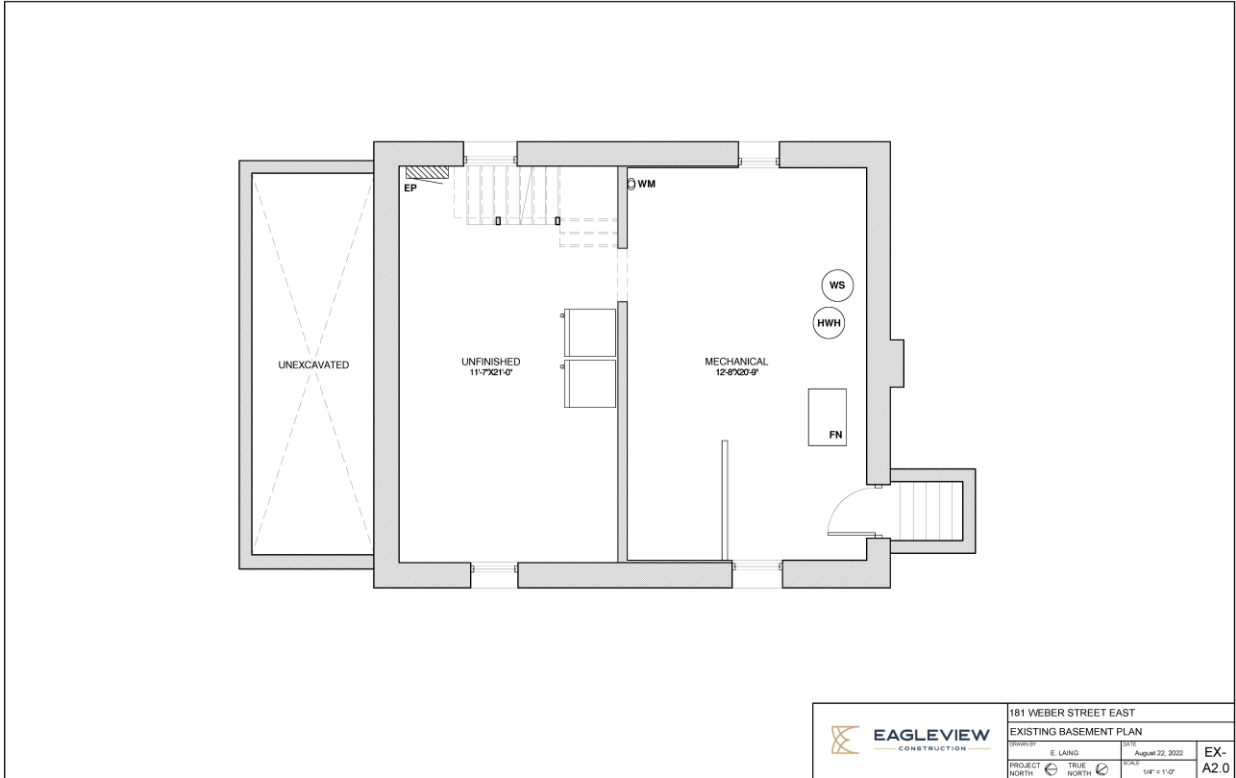 EP
WM
WS
HWH
UNEXCAVATED
UNFINISHED
11'-7"X21'-0"
MECHANICAL
12'-8"X20'-9"
FN
EAGLEVIEW
CONSTRUCTION
181 WEBER STREET EAST
EXISTING BASEMENT PLAN
DRAWN BY
E. LAING
DATE
August 22, 2022
PROJECT NORTH
TRUE NORTH
SCALE
1/4" = 1'-0"
EX-
A2.0